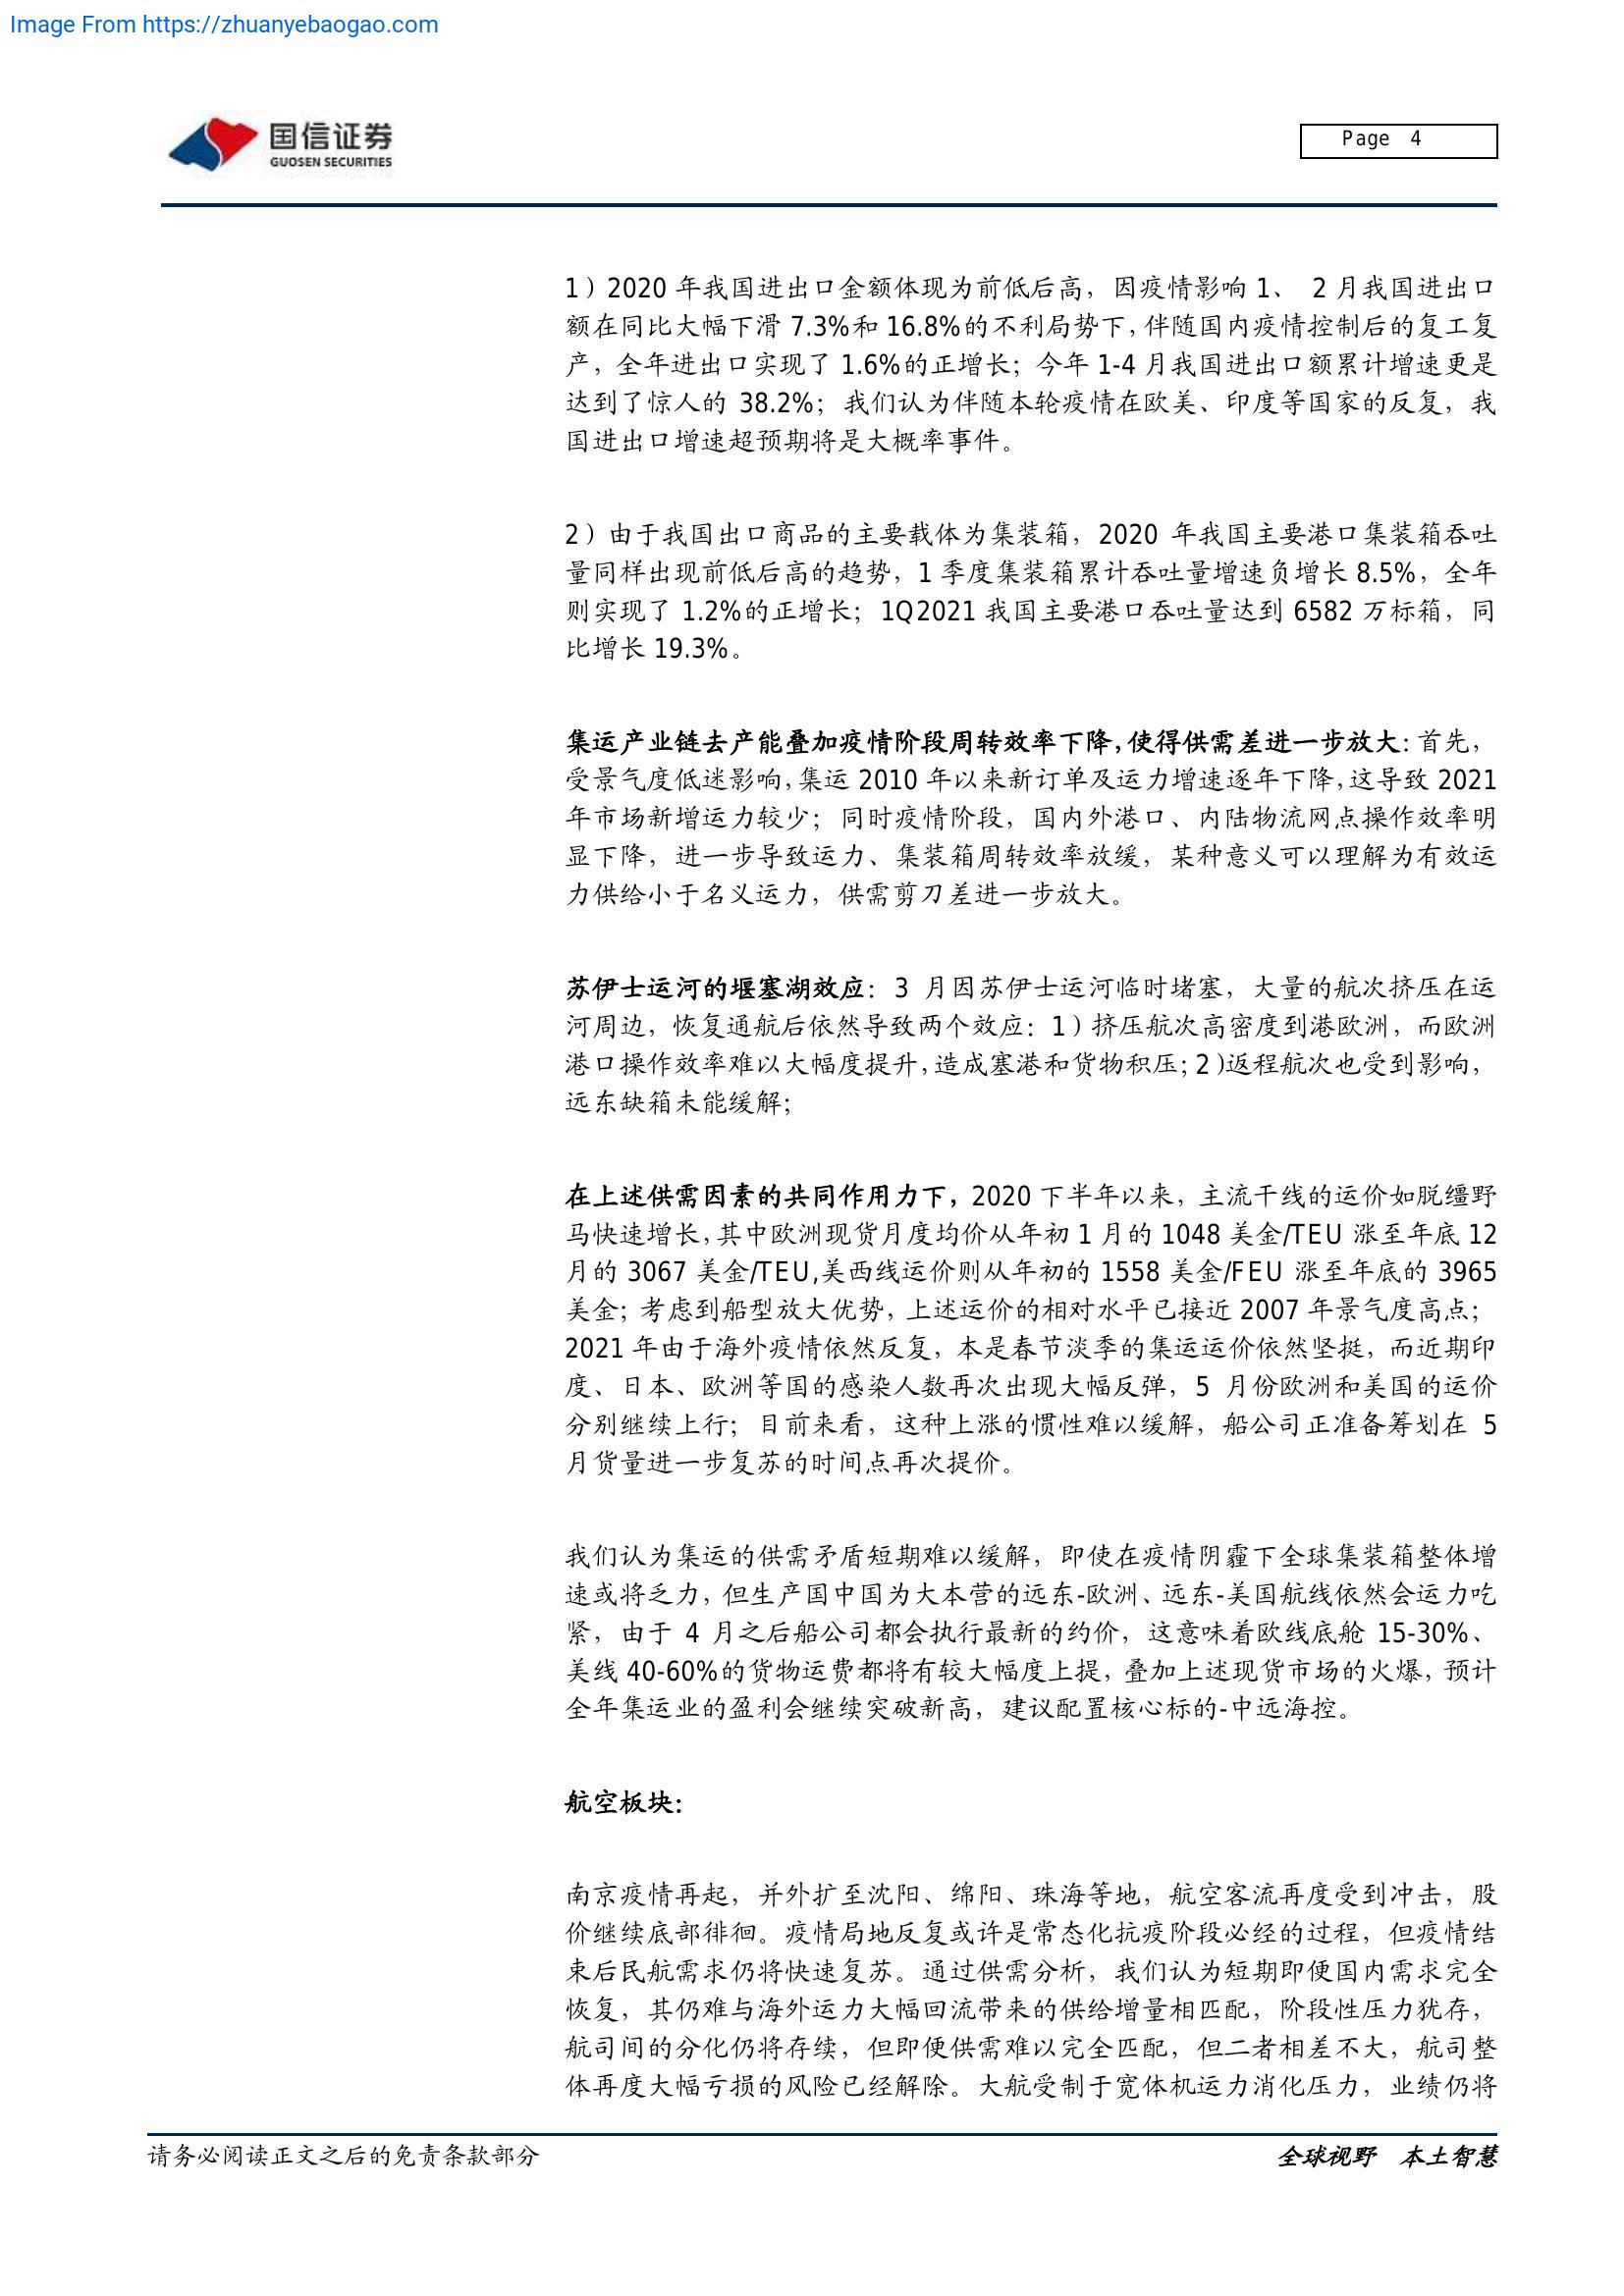 Image From https://zhuanyebaogao.com
国信证券
GUOSEN SECURITIES
Page 4
1）2020 年我国进出口金额体现为前低后高，因疫情影响 1、 2 月我国进出口
额在同比大幅下滑 7.3%和 16.8%的不利局势下，伴随国内疫情控制后的复工复
产，全年进出口实现了 1.6%的正增长；今年 1-4 月我国进出口额累计增速更是
达到了惊人的 38.2%；我们认为伴随本轮疫情在欧美、印度等国家的反复，我
国进出口增速超预期将是大概率事件。
2）由于我国出口商品的主要载体为集装箱，2020 年我国主要港口集装箱吞吐
量同样出现前低后高的趋势，1 季度集装箱累计吞吐量增速负增长 8.5%，全年
则实现了 1.2%的正增长；1Q2021 我国主要港口吞吐量达到 6582 万标箱，同
比增长 19.3%。
集运产业链去产能叠加疫情阶段周转效率下降，使得供需差进一步放大：首先，
受景气度低迷影响，集运 2010 年以来新订单及运力增速逐年下降，这导致 2021
年市场新增运力较少；同时疫情阶段，国内外港口、内陆物流网点操作效率明
显下降，进一步导致运力、集装箱周转效率放缓，某种意义可以理解为有效运
力供给小于名义运力，供需剪刀差进一步放大。
苏伊士运河的堰塞湖效应：3 月因苏伊士运河临时堵塞，大量的航次挤压在运
河周边，恢复通航后依然导致两个效应：1）挤压航次高密度到港欧洲，而欧洲
港口操作效率难以大幅度提升，造成塞港和货物积压；2）返程航次也受到影响，
远东缺箱未能缓解；
在上述供需因素的共同作用力下，2020 下半年以来，主流干线的运价如脱缰野
马快速增长，其中欧洲现货月度均价从年初 1 月的 1048 美金/TEU 涨至年底 12
月的 3067 美金/TEU,美西线运价则从年初的 1558 美金/FEU 涨至年底的 3965
美金；考虑到船型放大优势，上述运价的相对水平已接近 2007 年景气度高点；
2021 年由于海外疫情依然反复，本是春节淡季的集运运价依然坚挺，而近期印
度、日本、欧洲等国的感染人数再次出现大幅反弹，5 月份欧洲和美国的运价
分别继续上行；目前来看，这种上涨的惯性难以缓解，船公司正准备筹划在 5
月货量进一步复苏的时间点再次提价。
我们认为集运的供需矛盾短期难以缓解，即使在疫情阴霾下全球集装箱整体增
速或将乏力，但生产国中国为大本营的远东-欧洲、远东-美国航线依然会运力吃
紧，由于 4 月之后船公司都会执行最新的约价，这意味着欧线底舱 15-30%、
美线 40-60%的货物运费都将有较大幅度上提，叠加上述现货市场的火爆，预计
全年集运业的盈利会继续突破新高，建议配置核心标的-中远海控。
航空板块：
南京疫情再起，并外扩至沈阳、绵阳、珠海等地，航空客流再度受到冲击，股
价继续底部徘徊。疫情局地反复或许是常态化抗疫阶段必经的过程，但疫情结
束后民航需求仍将快速复苏。通过供需分析，我们认为短期即便国内需求完全
恢复，其仍难与海外运力大幅回流带来的供给增量相匹配，阶段性压力犹存，
航司间的分化仍将存续，但即便供需难以完全匹配，但二者相差不大，航司整
体再度大幅亏损的风险已经解除。大航受制于宽体机运力消化压力，业绩仍将
请务必阅读正文之后的免责条款部分
全球视野 本土智慧